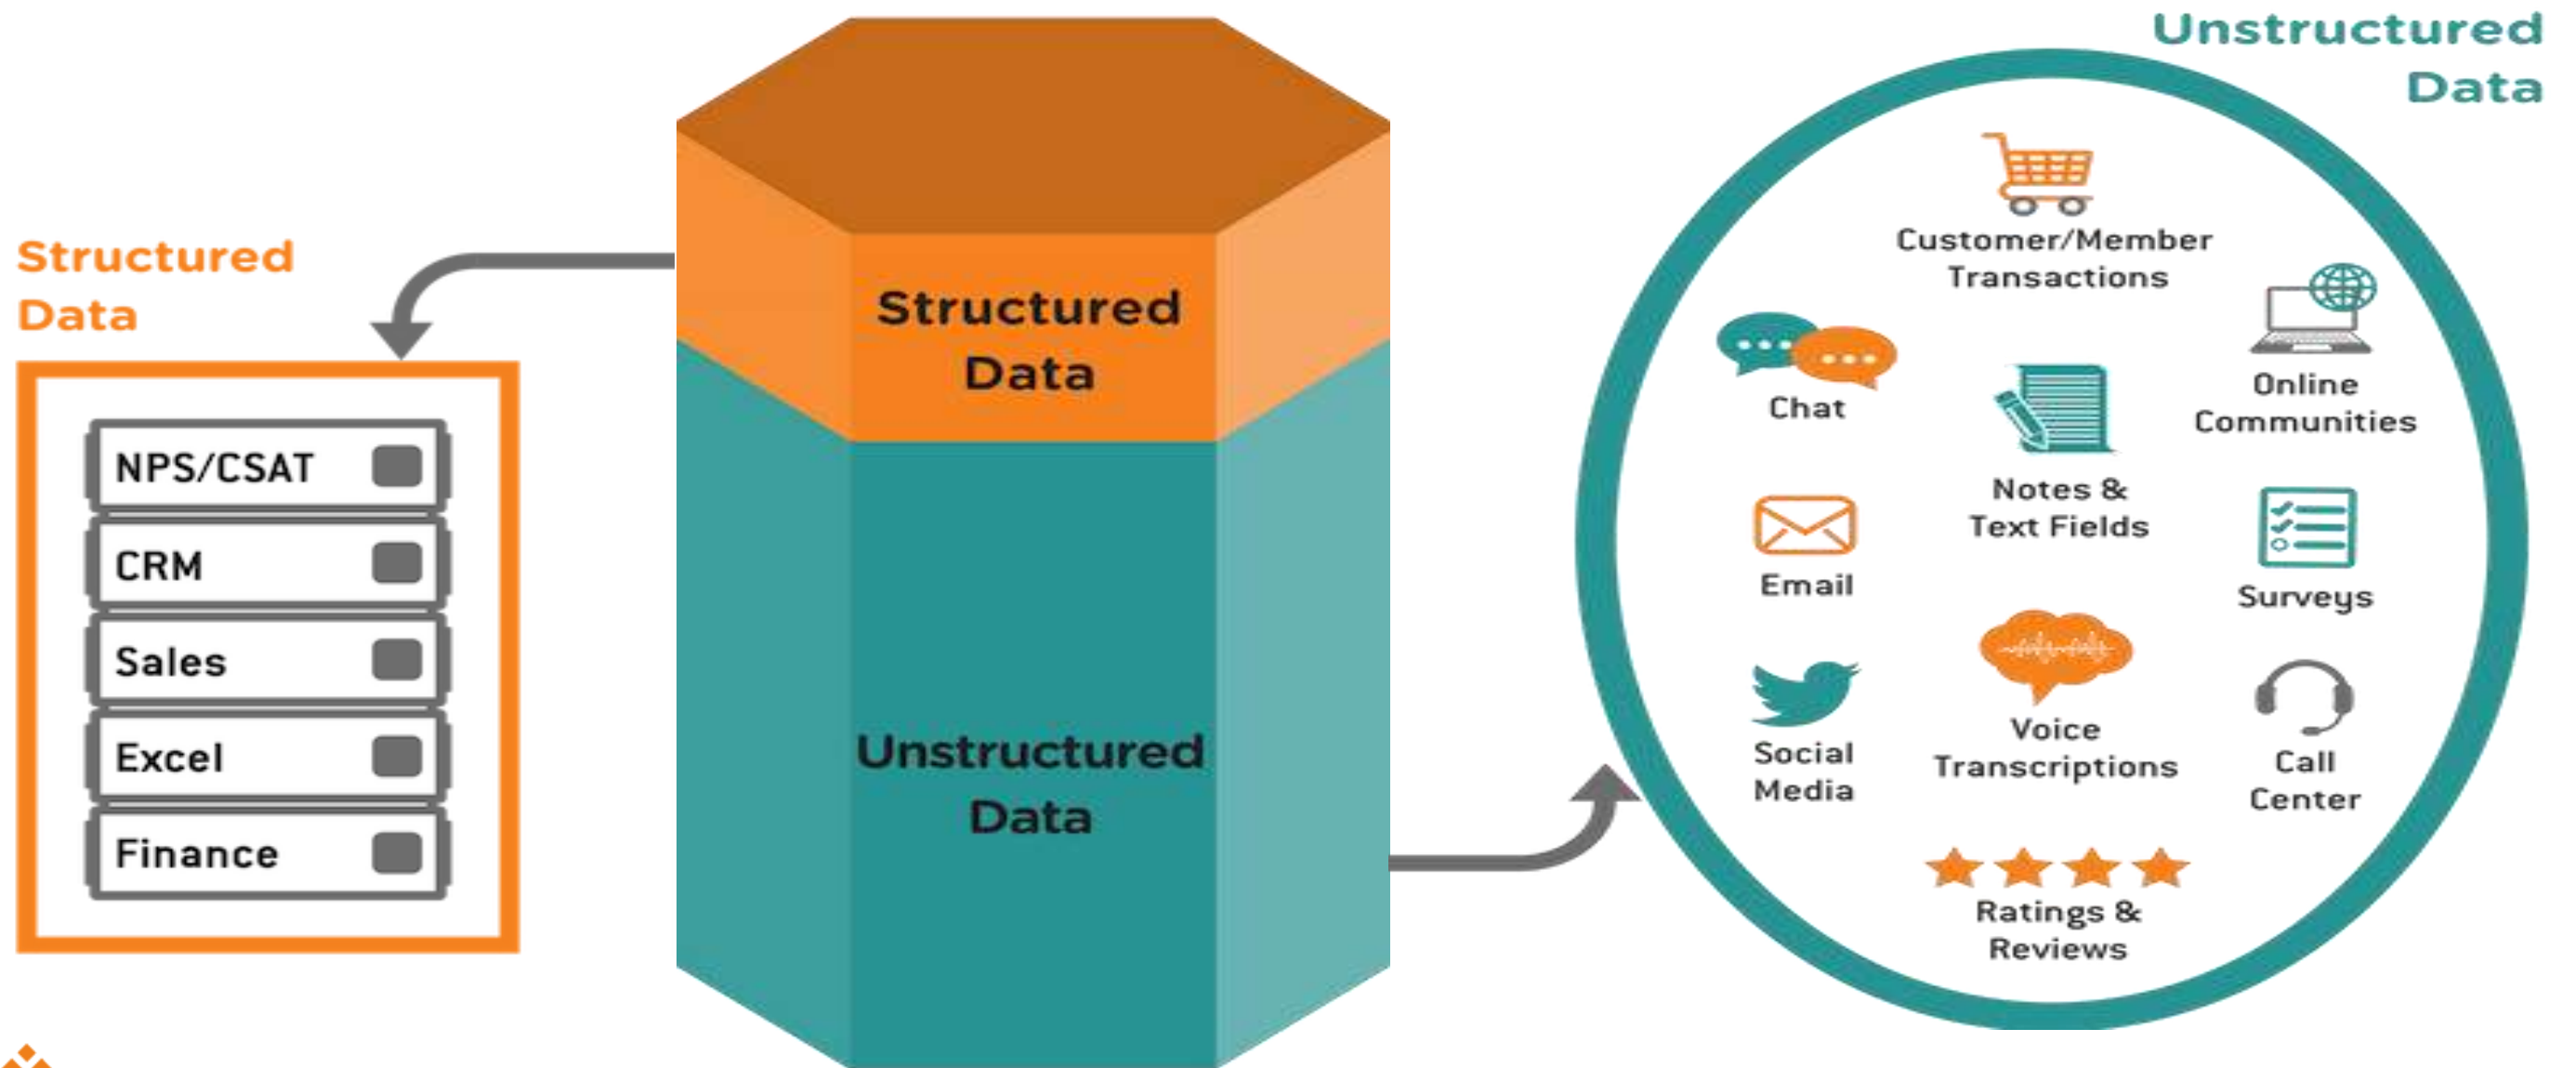 Structured
Data
NPS/CSAT
CRM
Sales
Excel
Finance
Structured
Data
Unstructured
Data
Unstructured
Data
Customer/Member
Transactions
Chat
Online
Communities
Notes &
Text Fields
Email
Surveys
Social
Media
Voice
Transcriptions
Call
Center
Ratings &
Reviews